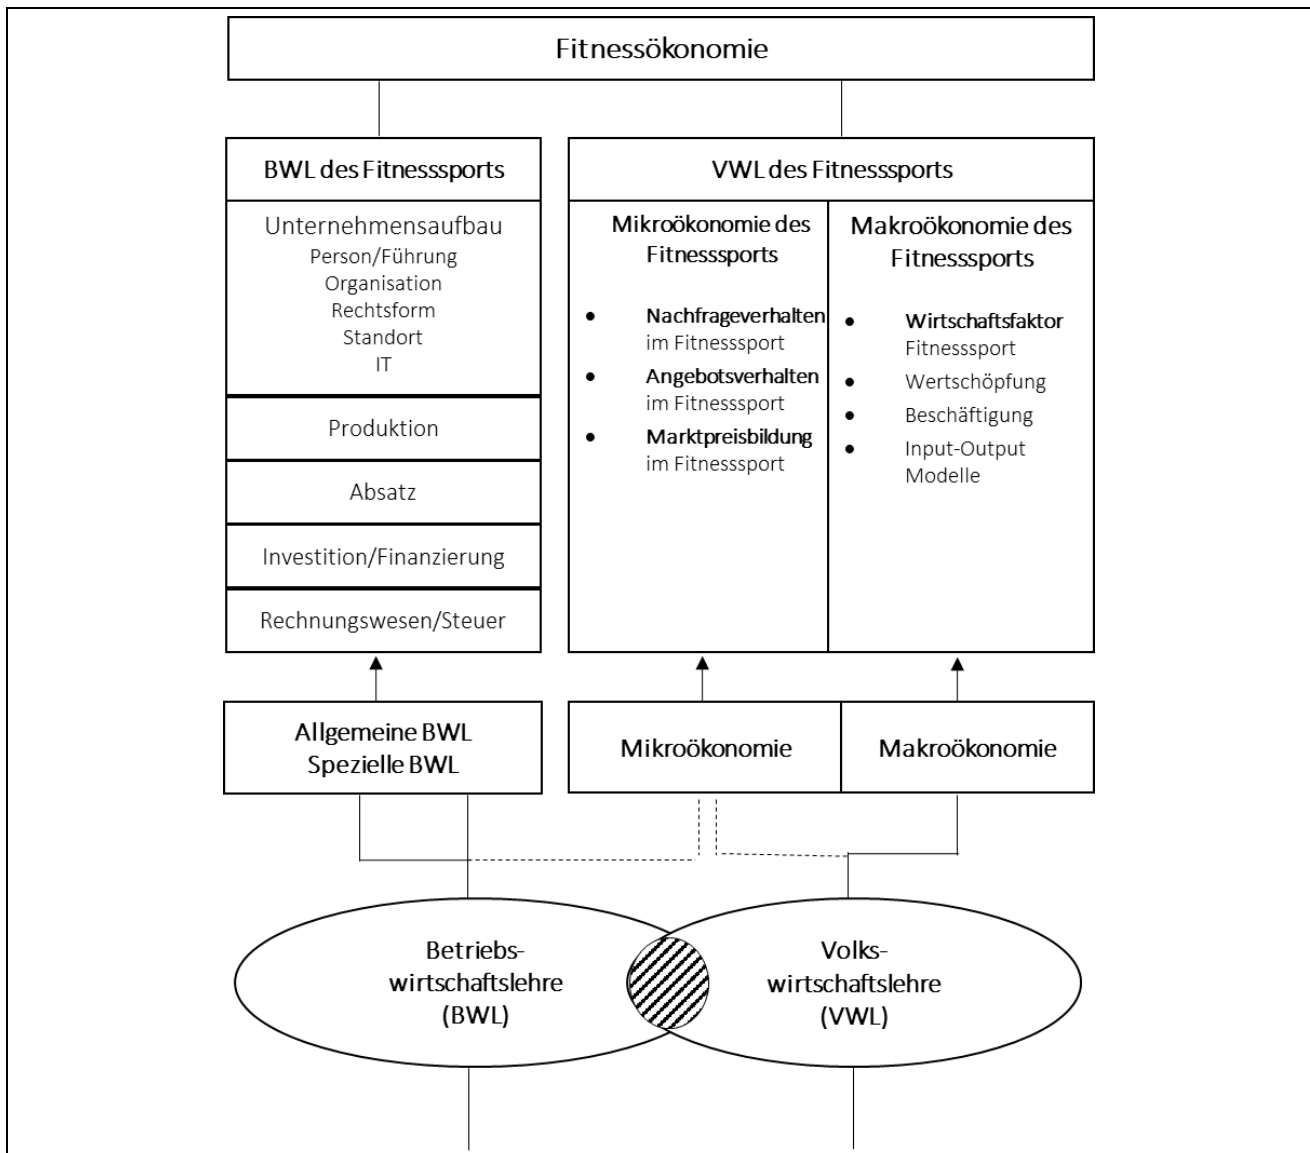 Fitnessökonomie
BWL des Fitnesssports
Unternehmensaufbau
Person/Führung
Organisation
Rechtsform
Standort
IT
Produktion
Absatz
Investition/Finanzierung
Rechnungswesen/Steuer
VWL des Fitnesssports
Mikroökonomie des
Fitnesssports
• Nachfrageverhalten
im Fitnesssport
• Angebotsverhalten
im Fitnesssport
• Marktpreisbildung
im Fitnesssport
Makroökonomie des
Fitnesssports
• Wirtschaftsfaktor
Fitnesssport
• Wertschöpfung
• Beschäftigung
• Input-Output
Modelle
Allgemeine BWL
Spezielle BWL
Mikroökonomie
Makroökonomie
Betriebs-
wirtschaftslehre
(BWL)
Volks-
wirtschaftslehre
(VWL)